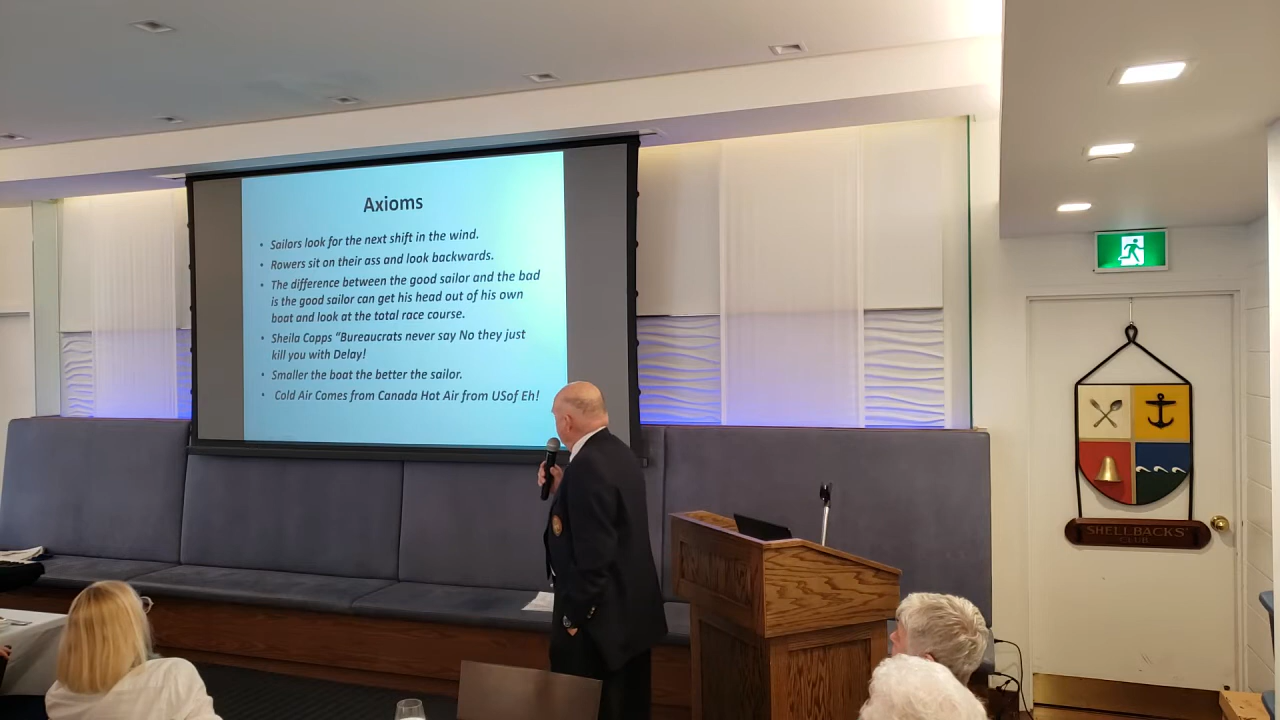 Axioms
• Sailors look for the next shift in the wind.
• Rowers sit on their ass and look backwards.
• The difference between the good sailor and the bad
is the good sailor can get his head out of his own
boat and look at the total race course.
• Sheila Copps "Bureaucrats never say No they just
kill you with Delay!
• Smaller the boat the better the sailor.
• Cold Air Comes from Canada Hot Air from USof Eh!
SHELLBACKS'
CLUB